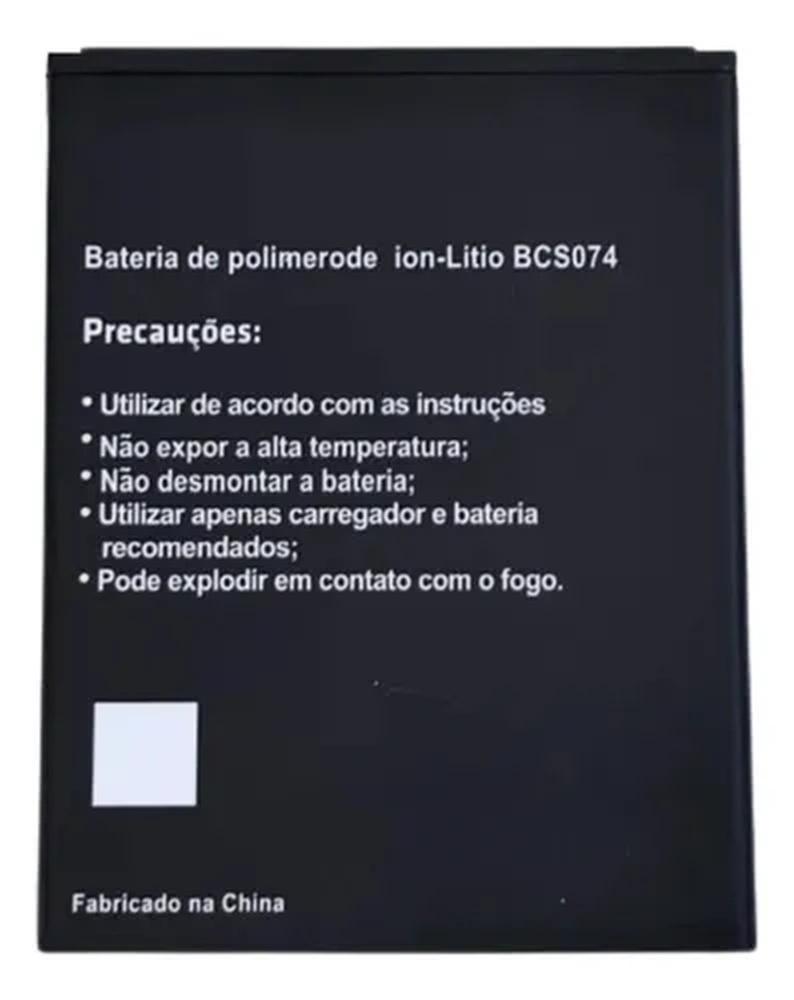 Bateria de polimerode ion-Litio BCS074
Precauções:
• Utilizar de acordo com as instruções
• Não expor a alta temperatura;
• Não desmontar a bateria;
• Utilizar apenas carregador e bateria
recomendados;
• Pode explodir em contato com o fogo.
Fabricado na China